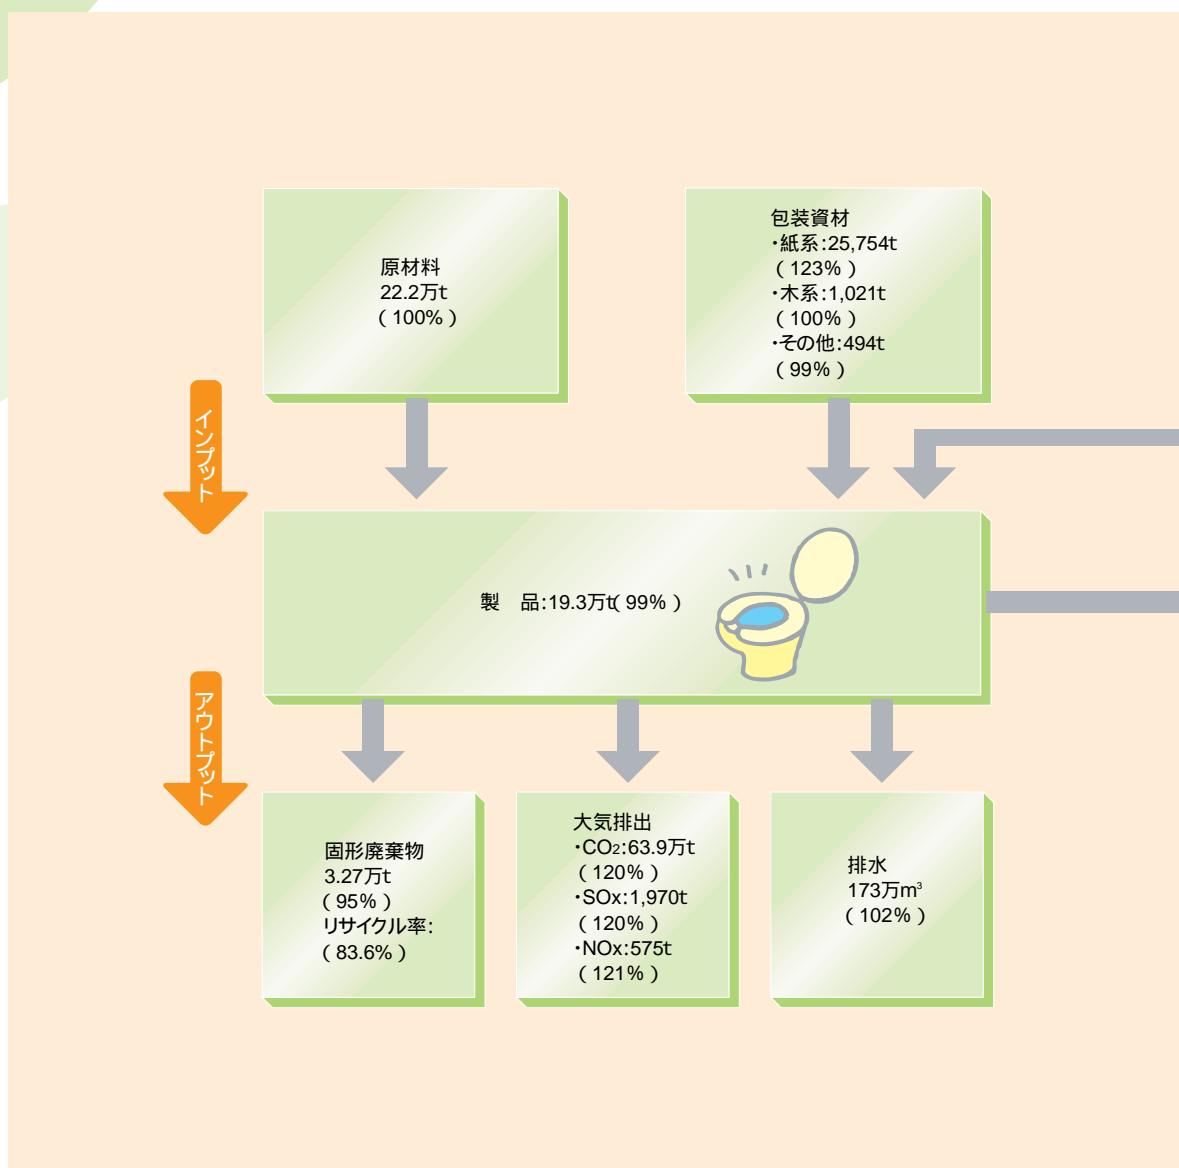 原材料
22.2万t
(100%)
包装資材
・紙系:25,754t
(123%)
・木系:1,021t
(100%)
・その他:494t
(99%)
インプット
製　品:19.3万t(99%)
アウトプット
固形廃棄物
3.27万t
(95%)
リサイクル率:
(83.6%)
大気排出
・CO₂:63.9万t
(120%)
・SOx:1,970t
(120%)
・NOx:575t
(121%)
排水
173万m³
(102%)